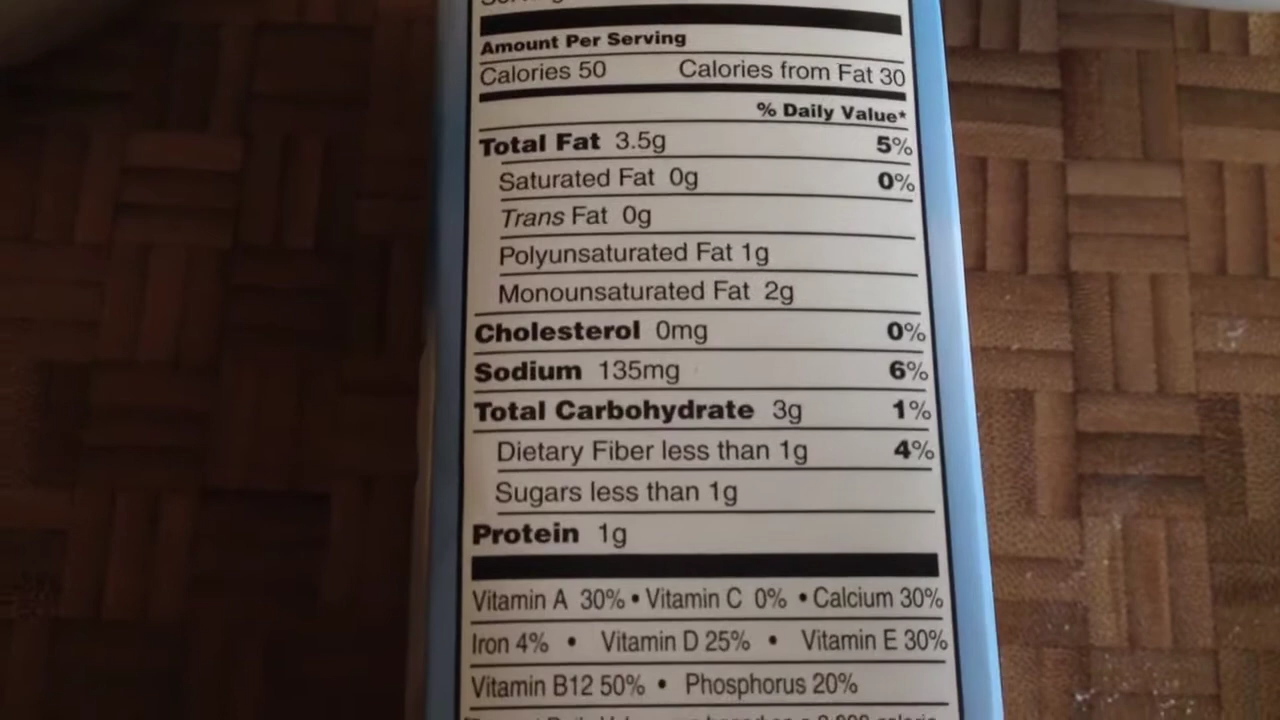 Amount Per Serving
Calories 50 Calories from Fat 30
% Daily Value*
Total Fat 3.5g 5%
Saturated Fat 0g 0%
Trans Fat 0g
Polyunsaturated Fat 1g
Monounsaturated Fat 2g
Cholesterol 0mg 0%
Sodium 135mg 6%
Total Carbohydrate 3g 1%
Dietary Fiber less than 1g 4%
Sugars less than 1g
Protein 1g
Vitamin A 30% • Vitamin C 0% • Calcium 30%
Iron 4% • Vitamin D 25% • Vitamin E 30%
Vitamin B12 50% • Phosphorus 20%